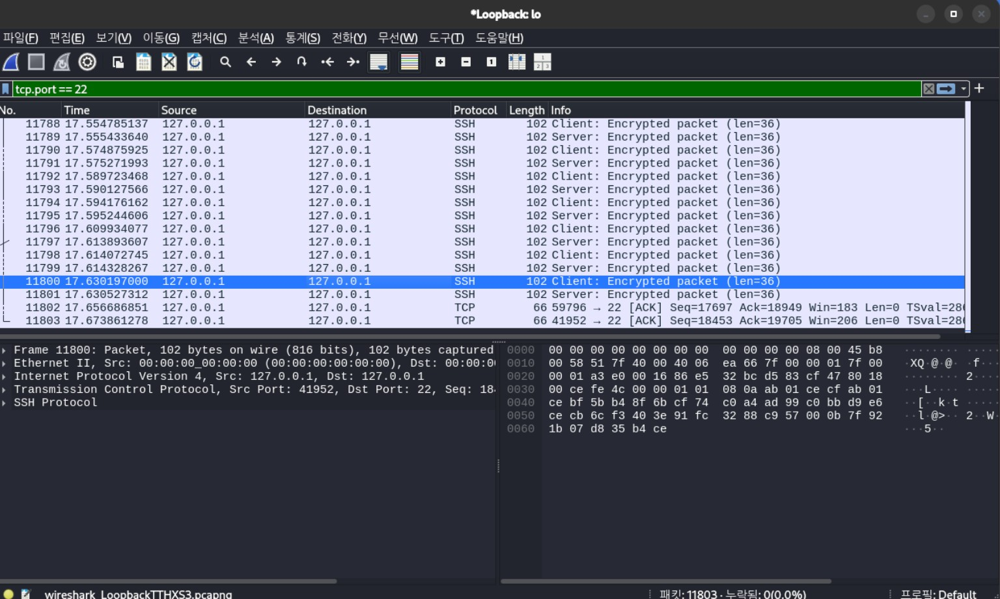 *Loopback: lo
파일(F) 편집(E) 보기(V) 이동(G) 캡처(C) 분석(A) 통계(S) 전화(Y) 무선(W) 도구(T) 도움말(H)
tcp.port == 22
No. Time Source Destination Protocol Length Info
11788 17.554785137 127.0.0.1 127.0.0.1 SSH 102 Client: Encrypted packet (len=36)
11789 17.555433640 127.0.0.1 127.0.0.1 SSH 102 Server: Encrypted packet (len=36)
11790 17.574875925 127.0.0.1 127.0.0.1 SSH 102 Client: Encrypted packet (len=36)
11791 17.575271993 127.0.0.1 127.0.0.1 SSH 102 Server: Encrypted packet (len=36)
11792 17.589723468 127.0.0.1 127.0.0.1 SSH 102 Client: Encrypted packet (len=36)
11793 17.590127566 127.0.0.1 127.0.0.1 SSH 102 Server: Encrypted packet (len=36)
11794 17.594176162 127.0.0.1 127.0.0.1 SSH 102 Client: Encrypted packet (len=36)
11795 17.595244606 127.0.0.1 127.0.0.1 SSH 102 Server: Encrypted packet (len=36)
11796 17.609934077 127.0.0.1 127.0.0.1 SSH 102 Client: Encrypted packet (len=36)
11797 17.613893607 127.0.0.1 127.0.0.1 SSH 102 Server: Encrypted packet (len=36)
11798 17.614072745 127.0.0.1 127.0.0.1 SSH 102 Client: Encrypted packet (len=36)
11799 17.614328267 127.0.0.1 127.0.0.1 SSH 102 Server: Encrypted packet (len=36)
11800 17.630197000 127.0.0.1 127.0.0.1 SSH 102 Client: Encrypted packet (len=36)
11801 17.630527312 127.0.0.1 127.0.0.1 SSH 102 Server: Encrypted packet (len=36)
11802 17.656686851 127.0.0.1 127.0.0.1 TCP 66 59796 → 22 [ACK] Seq=17697 Ack=18949 Win=183 Len=0 TSval=286
11803 17.673861278 127.0.0.1 127.0.0.1 TCP 66 41952 → 22 [ACK] Seq=18453 Ack=19705 Win=206 Len=0 TSval=286
Frame 11800: Packet, 102 bytes on wire (816 bits), 102 bytes captured
Ethernet II, Src: 00:00:00_00:00:00 (00:00:00:00:00:00), Dst: 00:00:0
Internet Protocol Version 4, Src: 127.0.0.1, Dst: 127.0.0.1
Transmission Control Protocol, Src Port: 41952, Dst Port: 22, Seq: 184
SSH Protocol
0000 00 00 00 00 00 00 00 00 00 00 00 00 08 00 45 b8 ········ ····
0010 00 58 51 7f 40 00 40 06 ea 66 7f 00 00 01 7f 00 ·XQ·@·@· ·f··
0020 00 01 a3 e0 00 16 86 e5 32 bc d5 83 cf 47 80 18 ········ 2···
0030 00 ce fe 4c 00 00 01 01 08 0a ab 01 ce cf ab 01 ···L···· ····
0040 ce bf 5b b4 8f 6b cf 74 c0 a4 ad 99 c0 bb d9 e6 ··[··k·t ····
0050 ce cb 6c f3 40 3e 91 fc 32 88 c9 57 00 0b 7f 92 ··l·@>·· 2··W
0060 1b 07 d8 35 b4 ce ···5··
wireshark_LoopbackTTHXS3.pcapng 패킷: 11803 · 누락됨: 0(0.0%) 프로필: Default